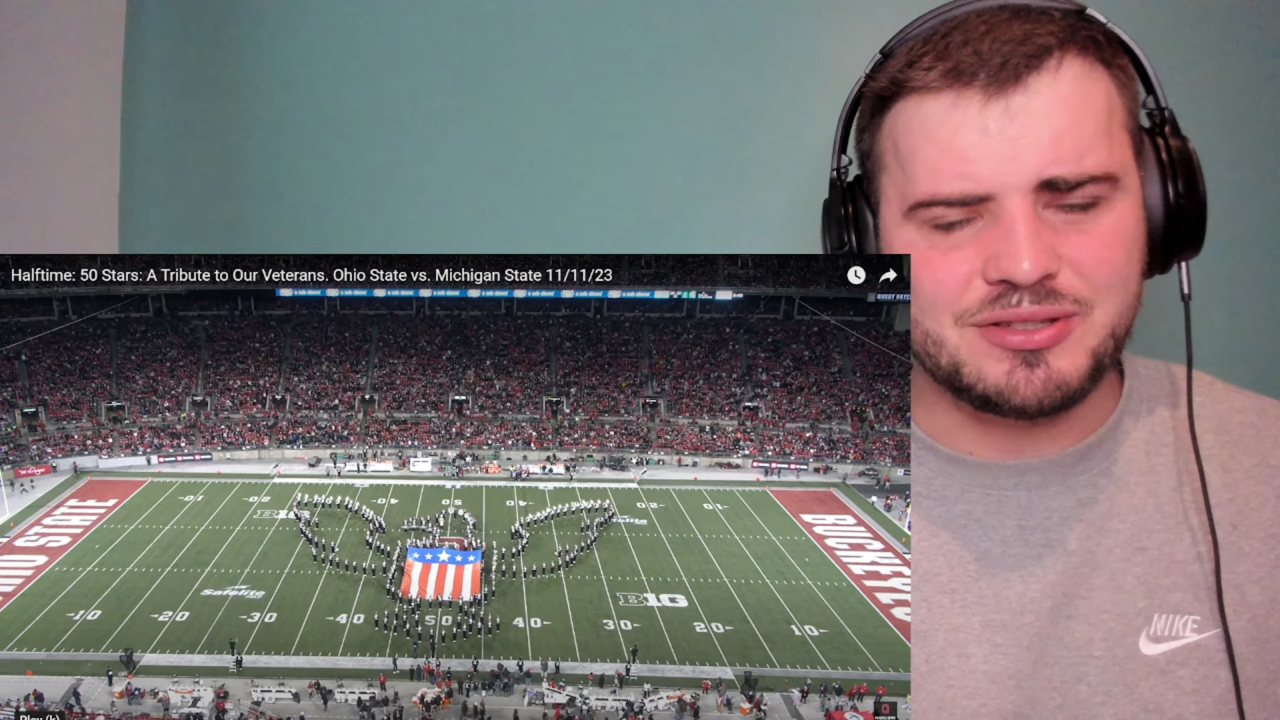 Halftime: 50 Stars: A Tribute to Our Veterans. Ohio State vs. Michigan State 11/11/23
OHIO STATE
BUCKEYES
B1G
Safelite
B1G
10 20 30 40 50 40 30 20 10
NIKE
Play (k)